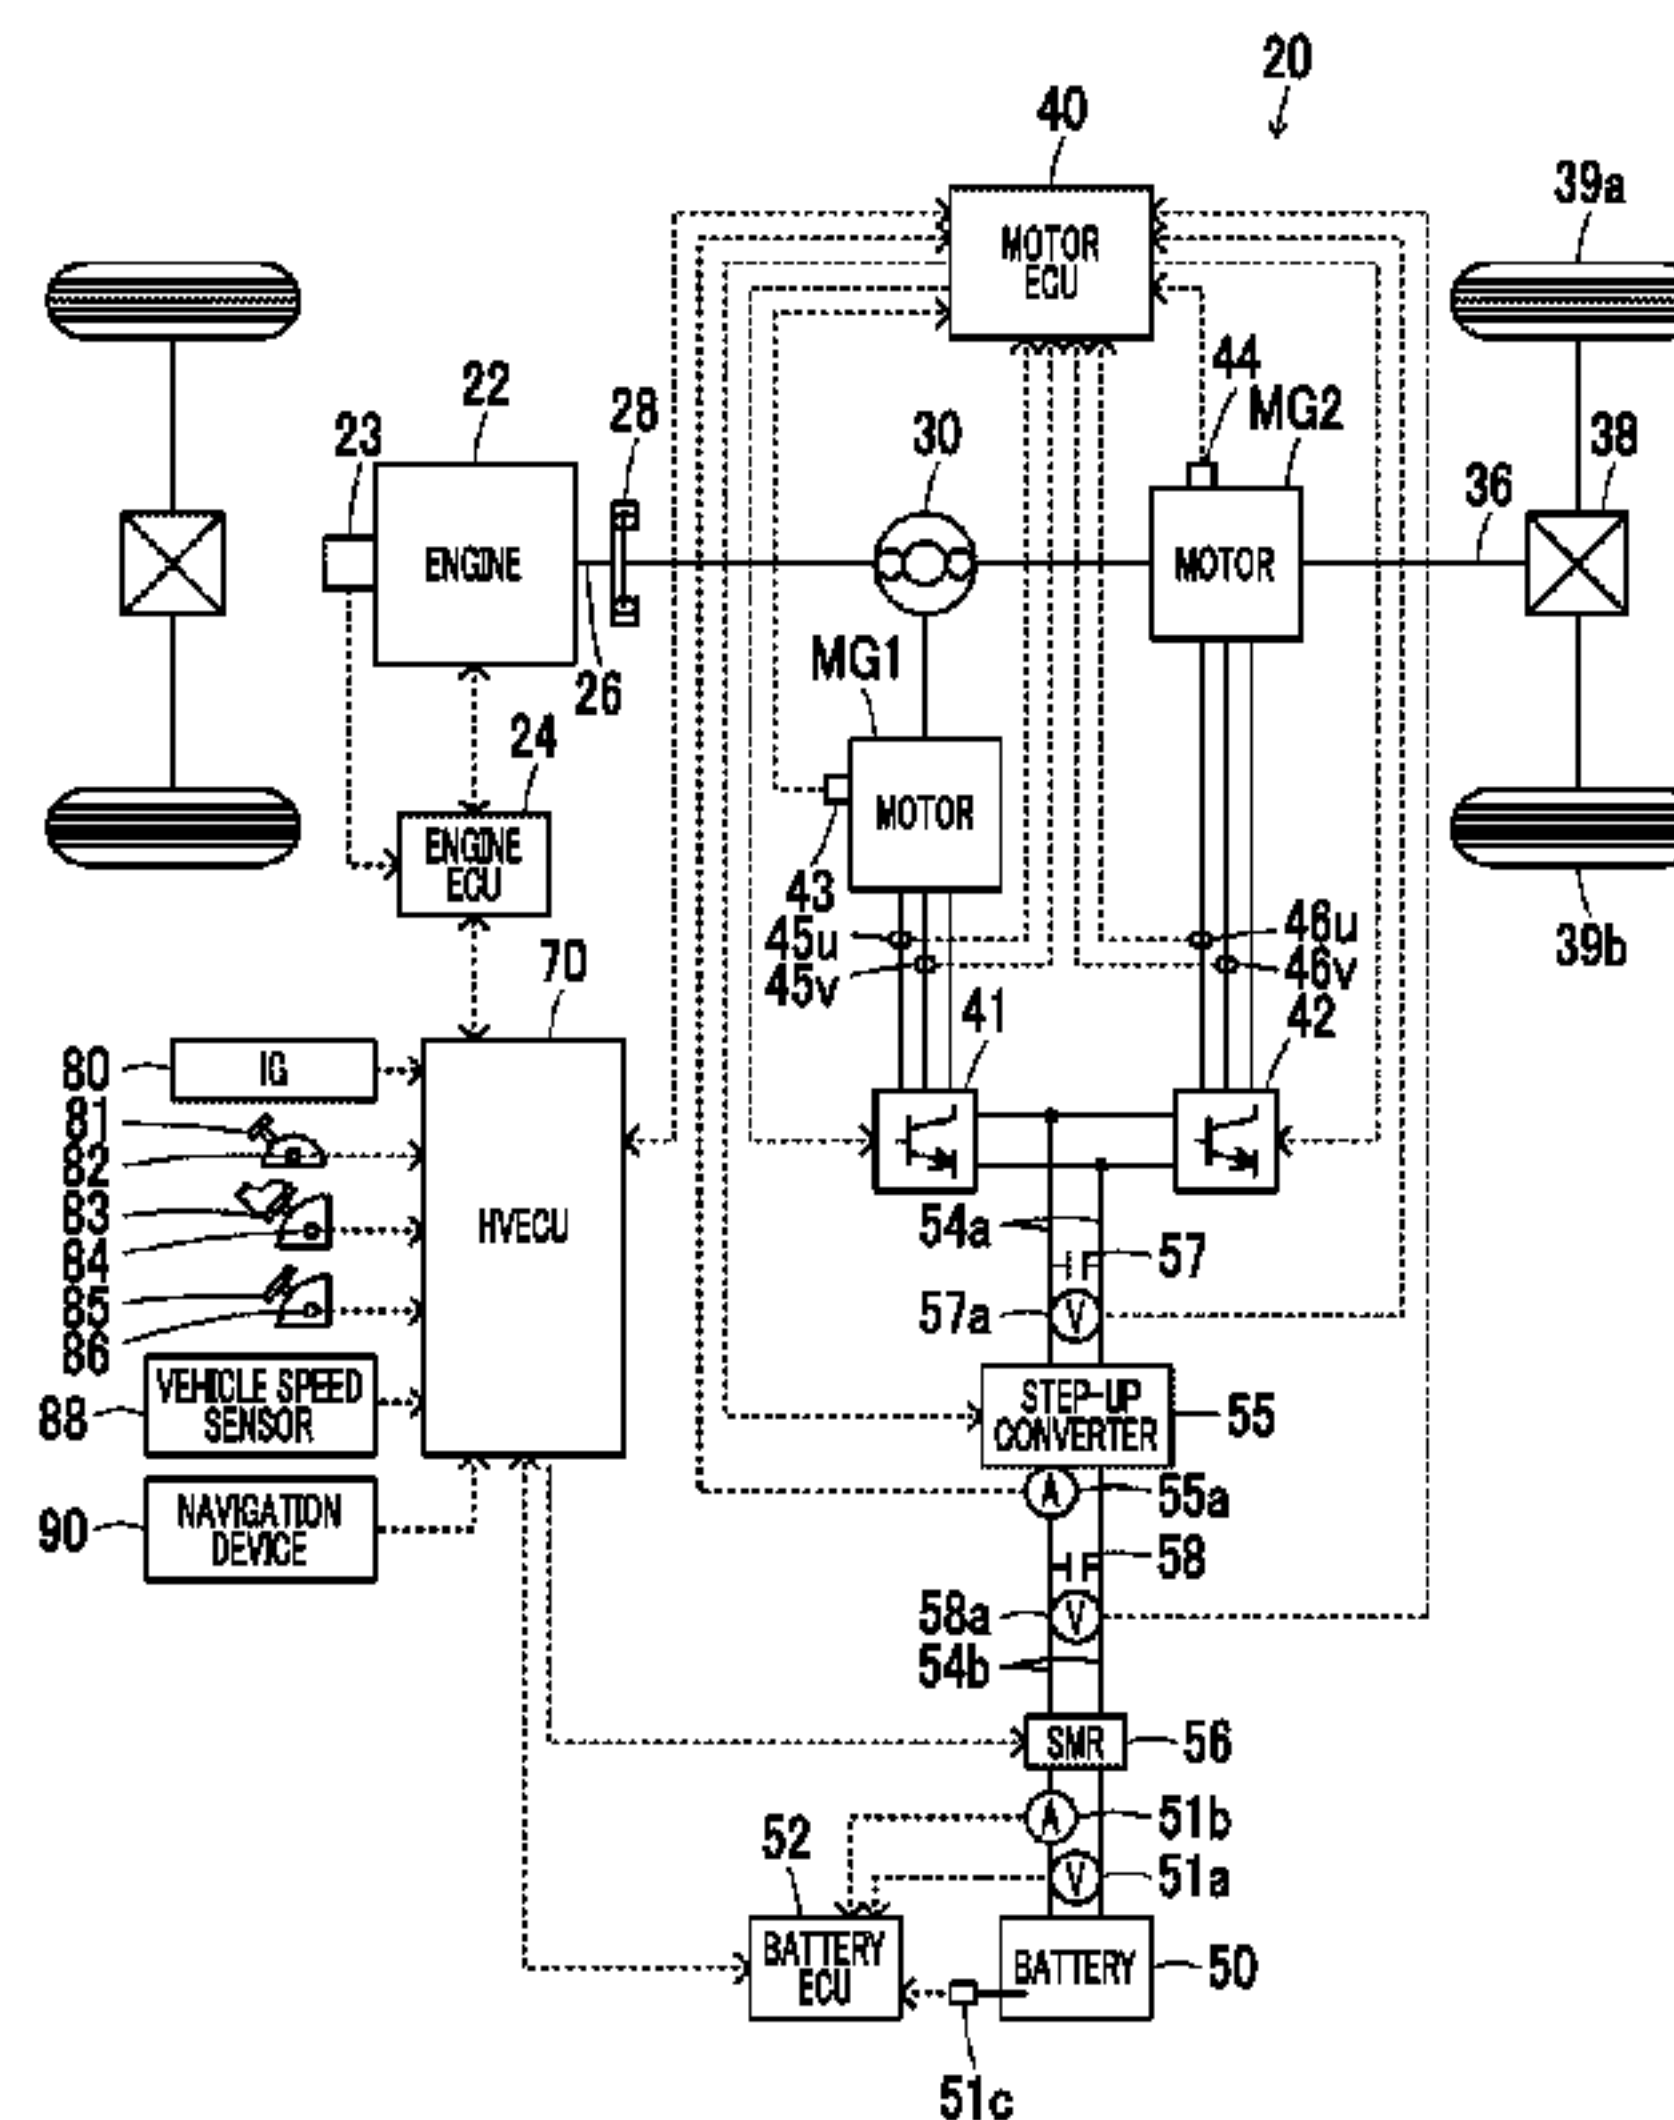 20
40
39a
MOTOR
ECU
22
28
23
30
44
MG2
38
36
ENGINE
MOTOR
26
MG1
24
MOTOR
ENGINE
ECU
43
45u
46u
45v
46v
39b
70
41
42
80
IG
81
82
83
84
85
86
HVECU
54a
57
57a
VEHICLE SPEED
SENSOR
88
STEP-UP
CONVERTER
55
55a
NAVIGATION
DEVICE
90
58
58a
54b
SMR
56
51b
52
51a
BATTERY
ECU
BATTERY
50
51c